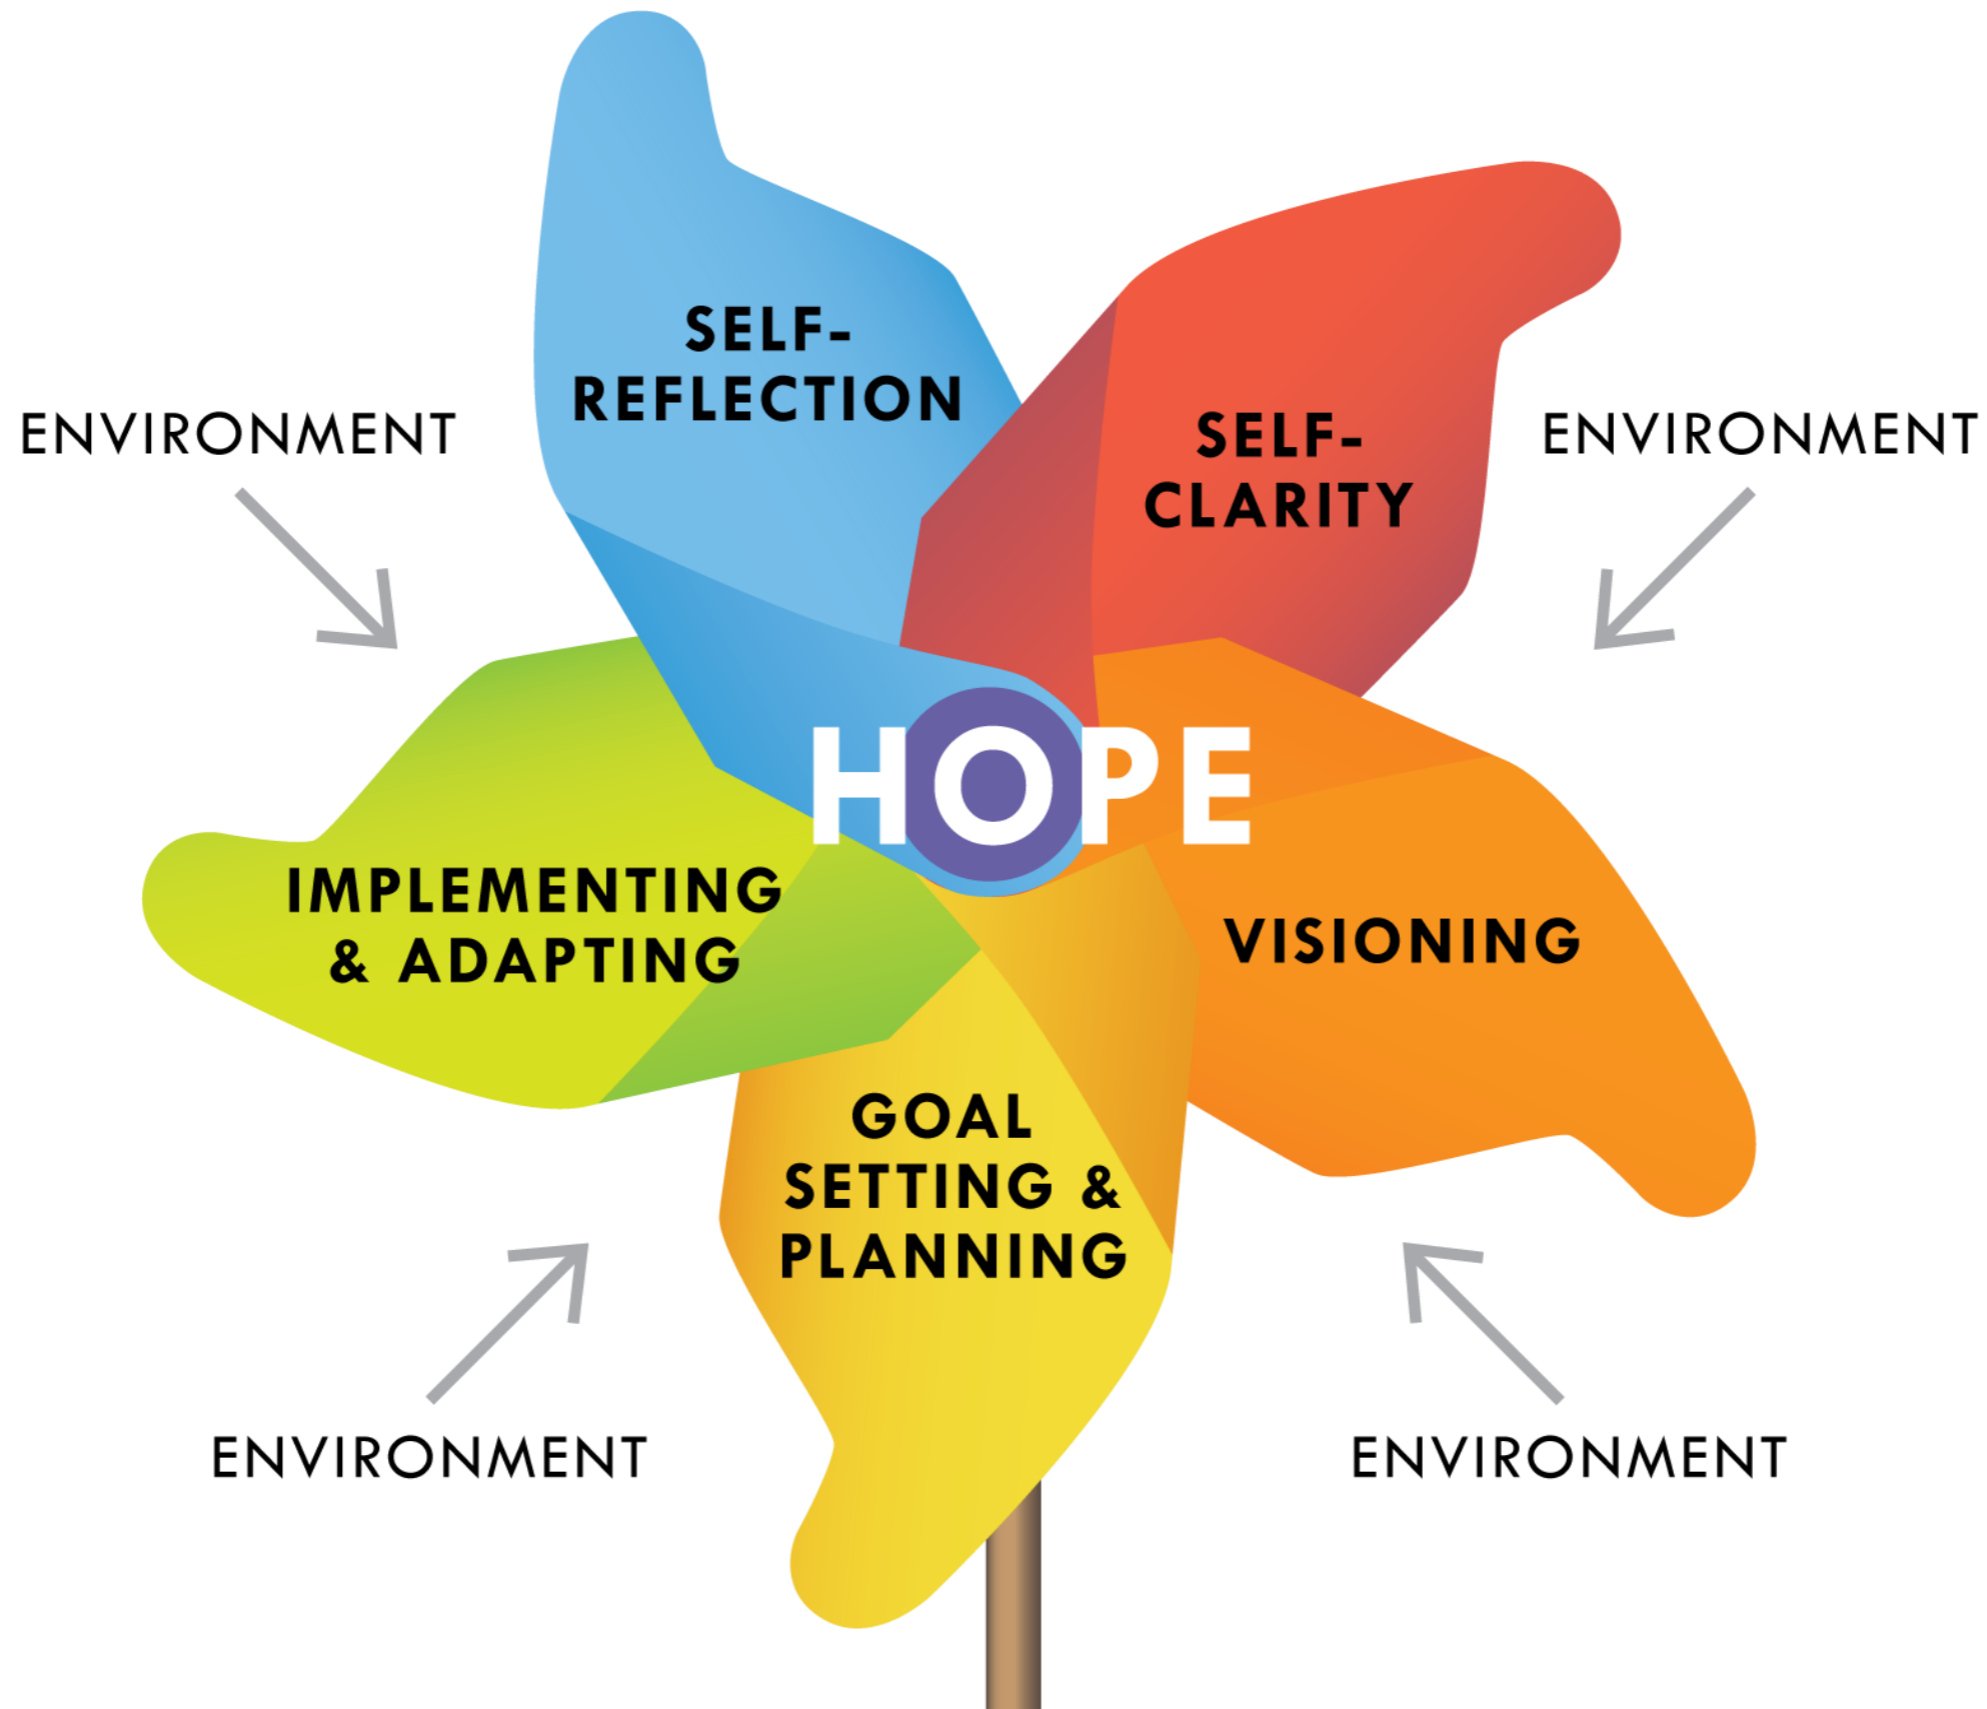 SELF-
REFLECTION
SELF-
CLARITY
ENVIRONMENT
ENVIRONMENT
HOPE
IMPLEMENTING
& ADAPTING
VISIONING
GOAL
SETTING &
PLANNING
ENVIRONMENT
ENVIRONMENT